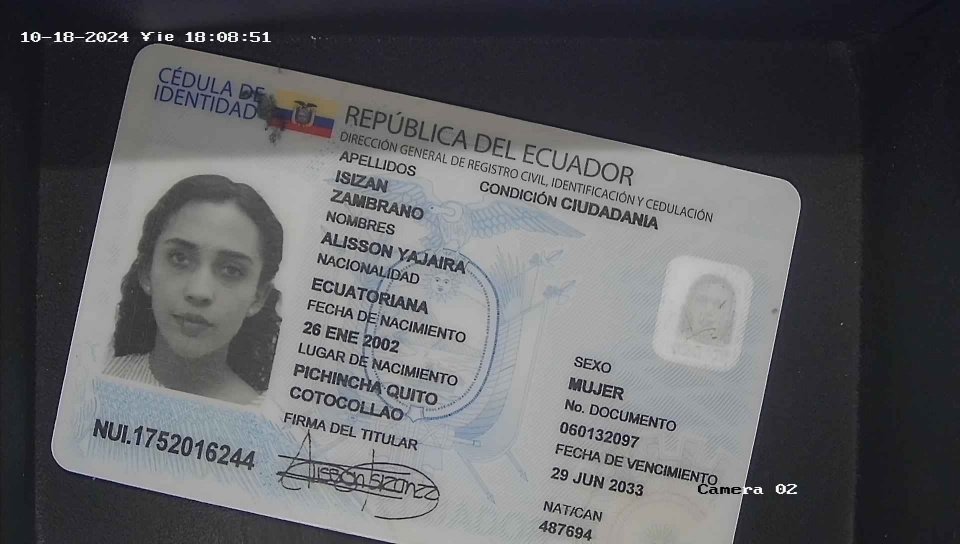 10-18-2024 Vie 18:08:51
CÉDULA DE
IDENTIDAD
REPÚBLICA DEL ECUADOR
DIRECCIÓN GENERAL DE REGISTRO CIVIL, IDENTIFICACIÓN Y CEDULACIÓN
APELLIDOS
CONDICIÓN CIUDADANIA
ISIZAN
ZAMBRANO
NOMBRES
ALISSON YAJAIRA
NACIONALIDAD
ECUATORIANA
FECHA DE NACIMIENTO
26 ENE 2002
LUGAR DE NACIMIENTO
PICHINCHA QUITO
COTOCOLLAO
FIRMA DEL TITULAR
SEXO
MUJER
No. DOCUMENTO
060132097
FECHA DE VENCIMIENTO
29 JUN 2033
NAT/CAN
487694
NUI.1752016244
Camera 02